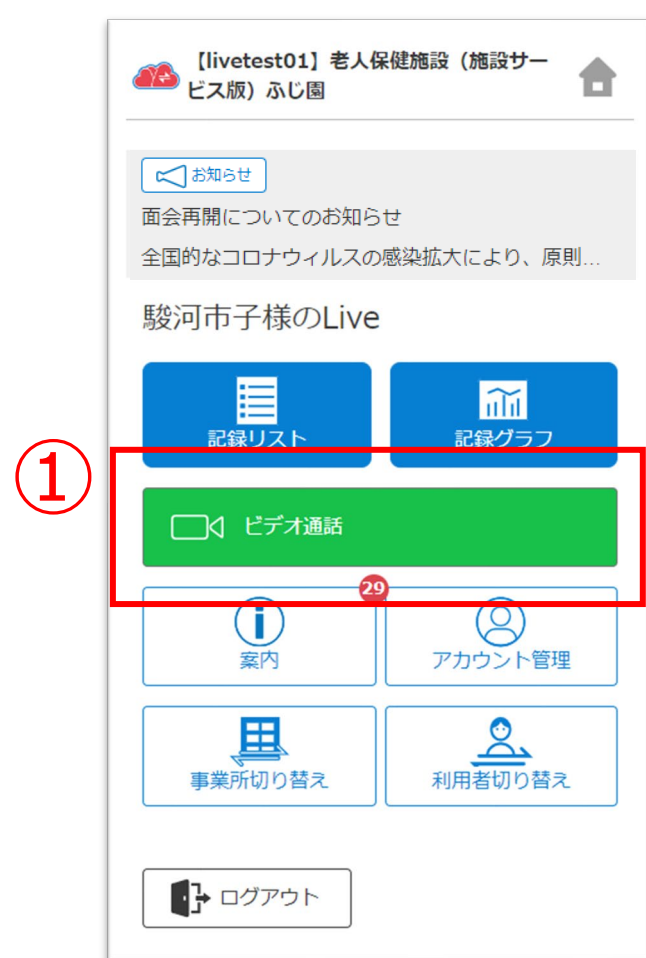 【livetest01】老人保健施設（施設サー
ビス版）ふじ園
お知らせ
面会再開についてのお知らせ
全国的なコロナウィルスの感染拡大により、原則...
駿河市子様のLive
記録リスト
記録グラフ
①
ビデオ通話
29
案内
アカウント管理
事業所切り替え
利用者切り替え
ログアウト